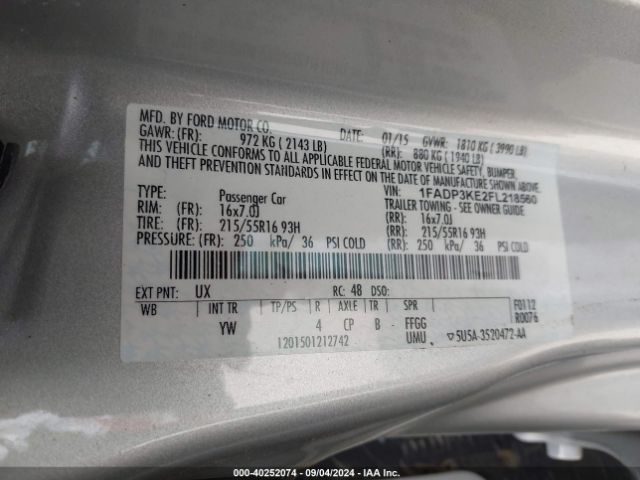 MFD. BY FORD MOTOR CO.
DATE: 01/15 GVWR: 1810 KG ( 3990 LB)
GAWR: (FR): 972 KG ( 2143 LB) (RR): 880 KG ( 1940 LB)
THIS VEHICLE CONFORMS TO ALL APPLICABLE FEDERAL MOTOR VEHICLE SAFETY, BUMPER,
AND THEFT PREVENTION STANDARDS IN EFFECT ON THE DATE OF MANUFACTURE SHOWN ABOVE.
VIN: 1FADP3KE2FL218560
TYPE: Passenger Car TRAILER TOWING - SEE OWNER GUIDE
RIM: (FR): 16x7.0J (RR): 16x7.0J
TIRE: (FR): 215/55R16 93H (RR): 215/55R16 93H
PRESSURE: (FR): 250 kPa/ 36 PSI COLD (RR): 250 kPa/ 36 PSI COLD
EXT PNT: UX RC: 48 DSO:
WB INT TR TP/PS R AXLE TR SPR F0112
YW 4 CP B - FFGG R0076
1201501212742 UMU ▽ 5U5A-3520472-AA
000-40252074 - 09/04/2024 - IAA Inc.